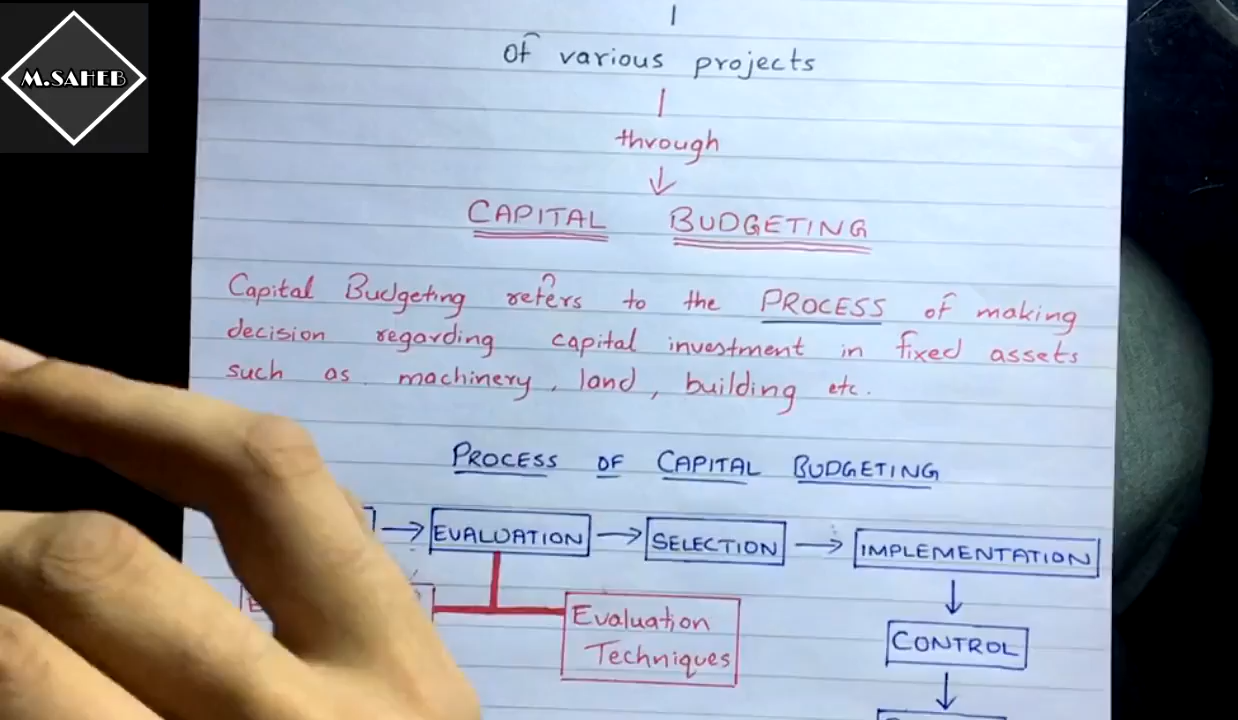 M.SAHEB
of various projects
through
CAPITAL BUDGETING
Capital Budgeting refers to the PROCESS of making
decision regarding capital investment in fixed assets
such as machinery, land, building etc.
PROCESS OF CAPITAL BUDGETING
EVALUATION
SELECTION
IMPLEMENTATION
Evaluation
Techniques
CONTROL